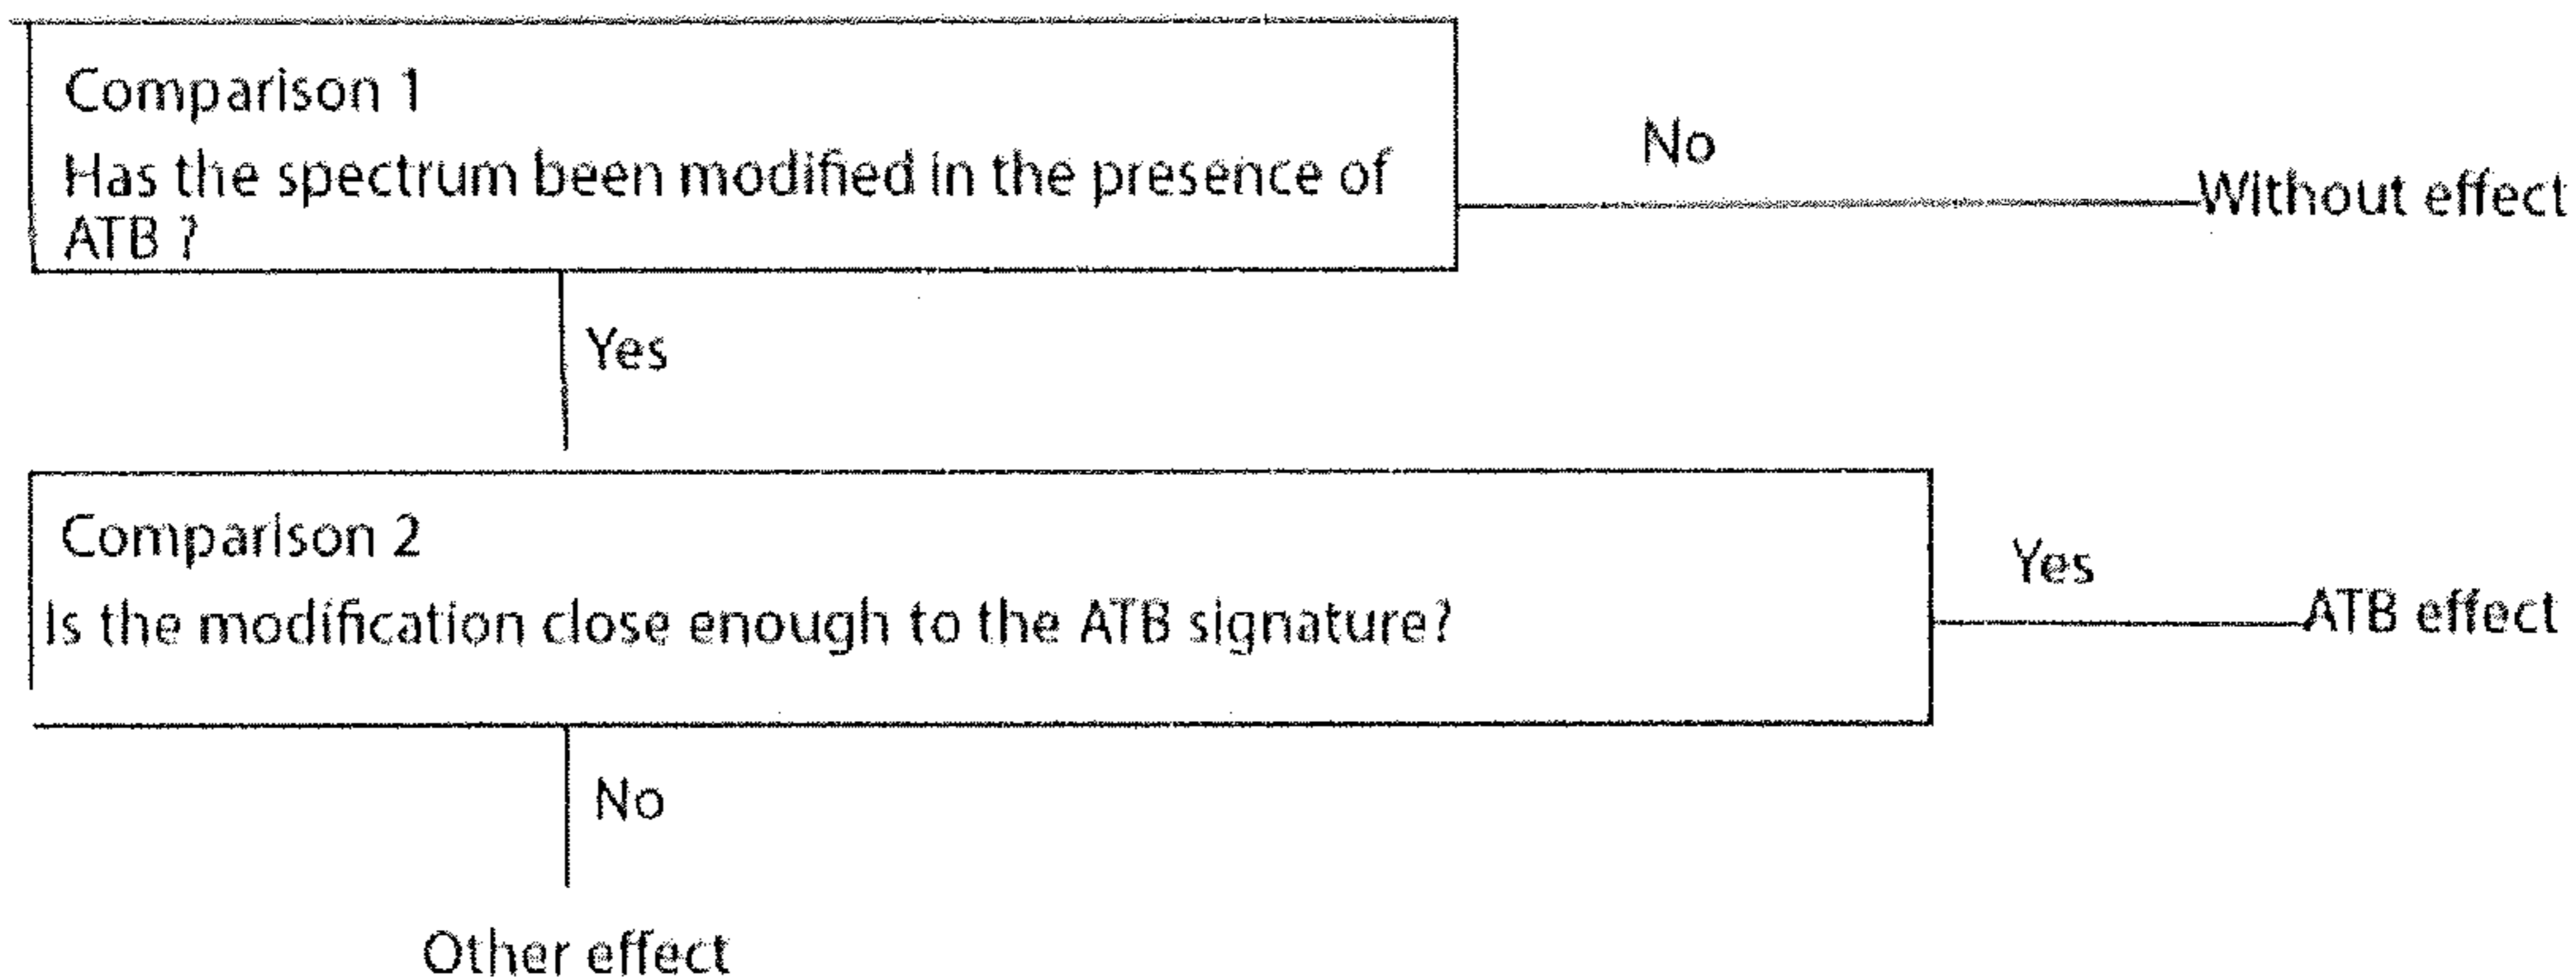 Comparison 1
Has the spectrum been modified in the presence of
ATB ?
No
Without effect
Yes
Comparison 2
Is the modification close enough to the ATB signature?
Yes
ATB effect
No
Other effect